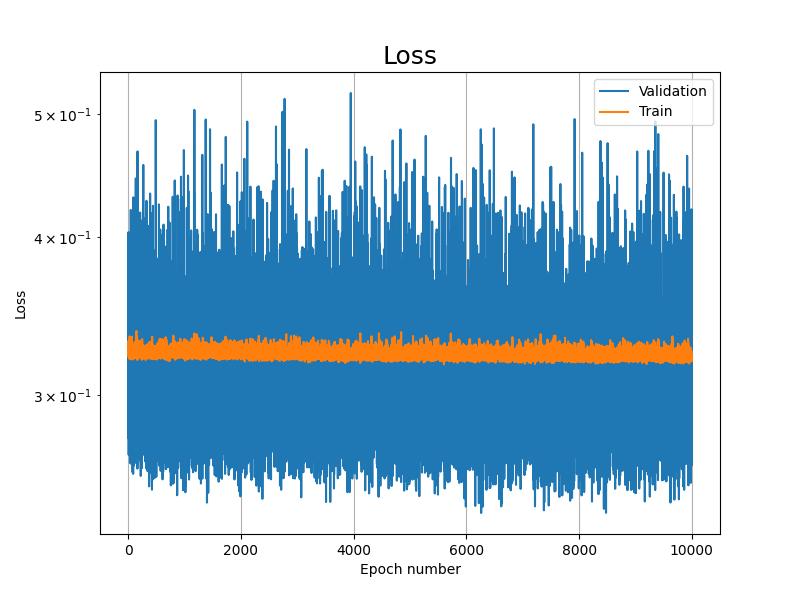 Loss
Validation
Train
5 × 10⁻¹
4 × 10⁻¹
3 × 10⁻¹
Loss
0 2000 4000 6000 8000 10000
Epoch number